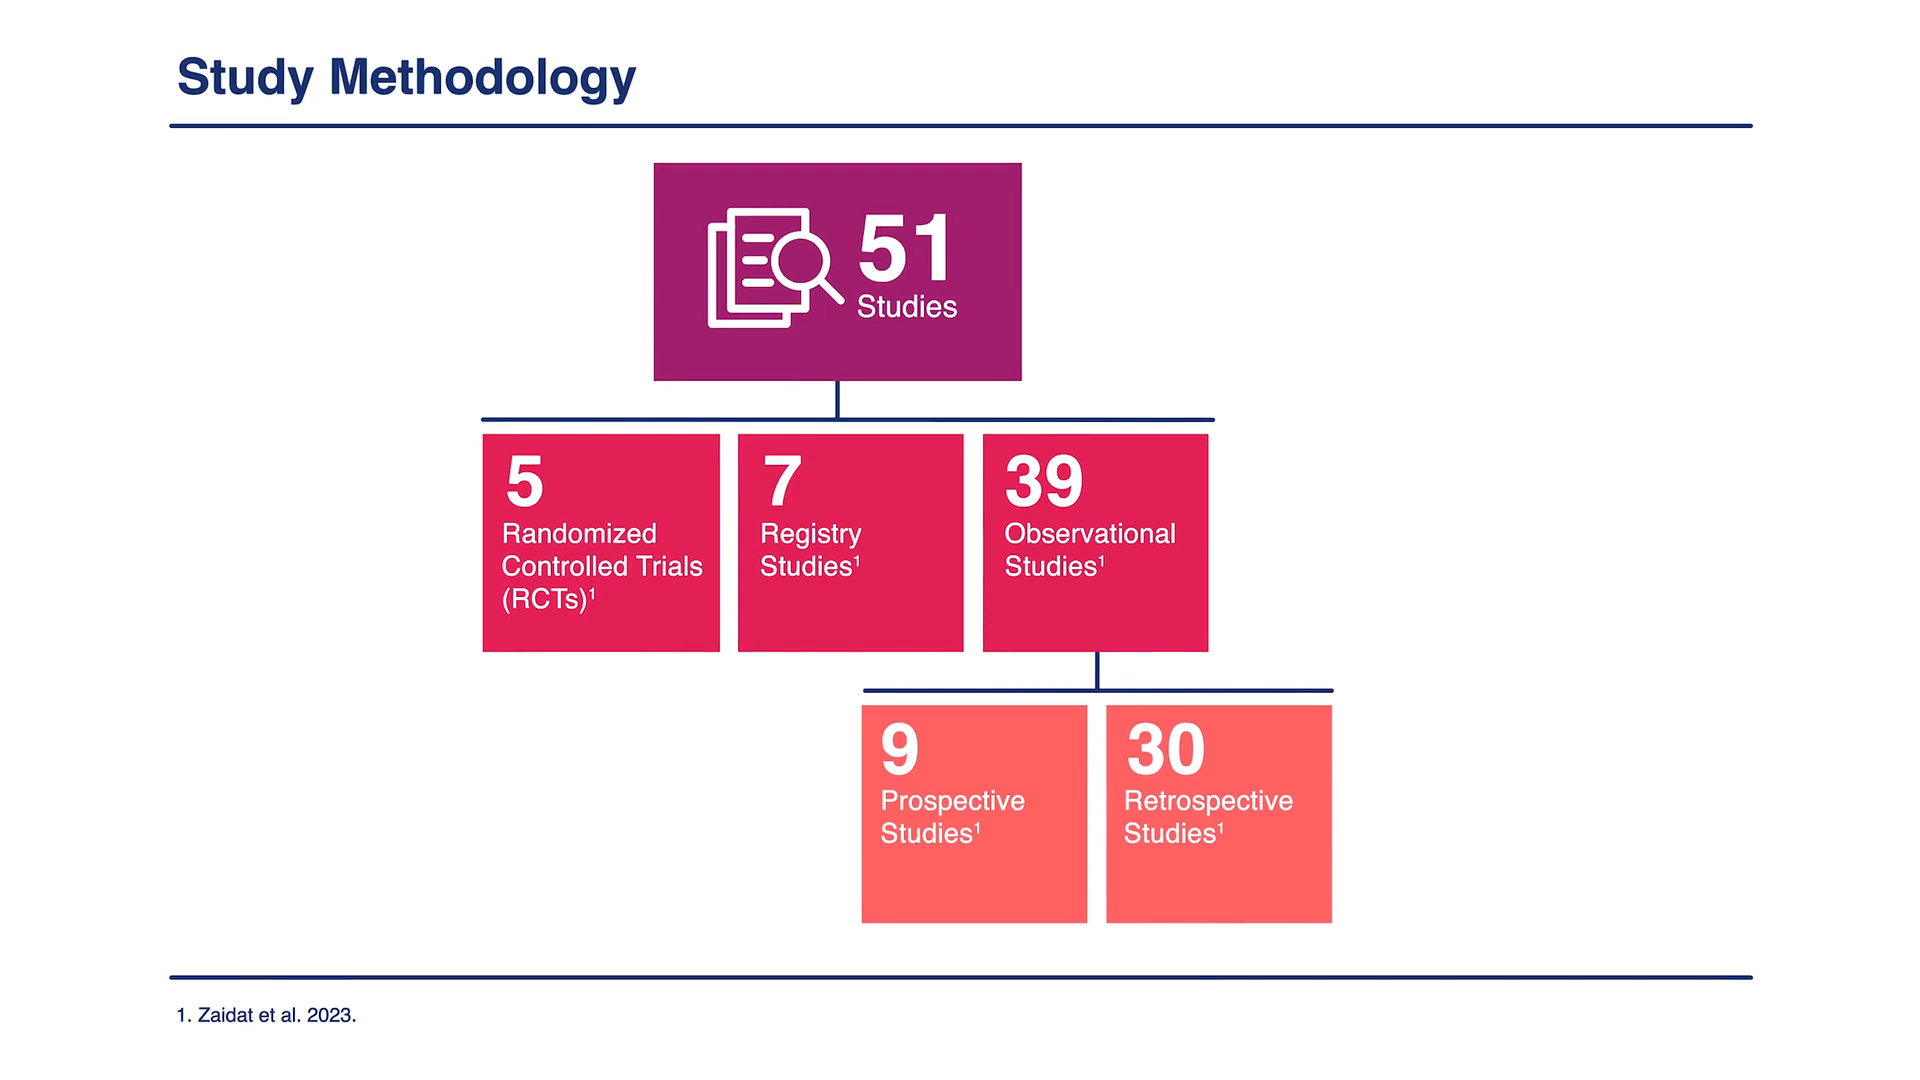 Study Methodology
51
Studies
5
Randomized
Controlled Trials
(RCTs)¹
7
Registry
Studies¹
39
Observational
Studies¹
9
Prospective
Studies¹
30
Retrospective
Studies¹
1. Zaidat et al. 2023.